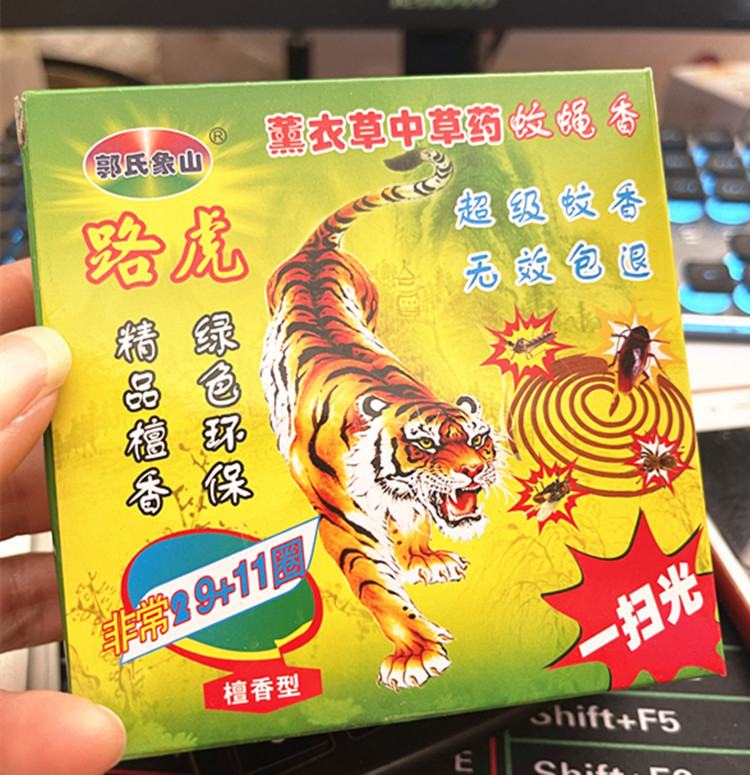 郭氏象山®
薰衣草中草药蚊蝇香
路虎
超级蚊香
无效包退
绿色环保
精品檀香
非常29+11圈
檀香型
一扫光
Shift+F5
E